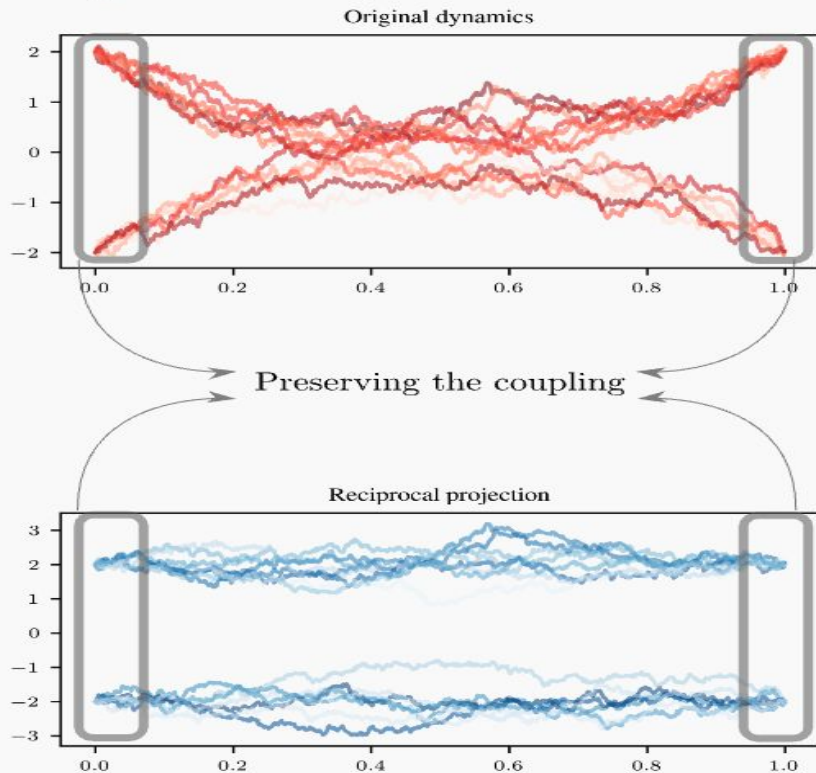 Original dynamics
2
1
0
−1
−2
0.0 0.2 0.4 0.6 0.8 1.0
Preserving the coupling
Reciprocal projection
3
2
1
0
−1
−2
−3
0.0 0.2 0.4 0.6 0.8 1.0